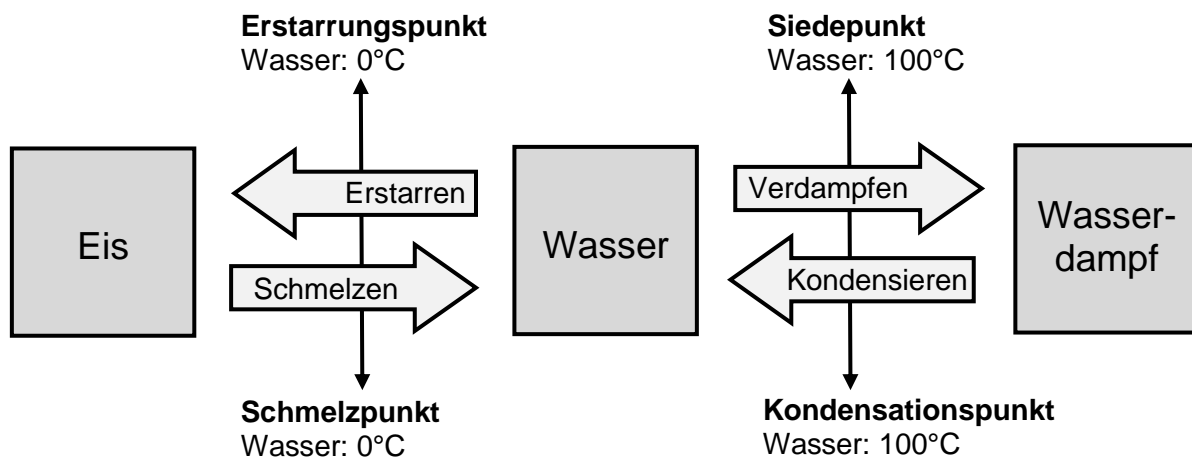 Erstarrungspunkt
Wasser: 0°C
Siedepunkt
Wasser: 100°C
Eis
Erstarren
Schmelzen
Wasser
Verdampfen
Kondensieren
Wasser-
dampf
Schmelzpunkt
Wasser: 0°C
Kondensationspunkt
Wasser: 100°C